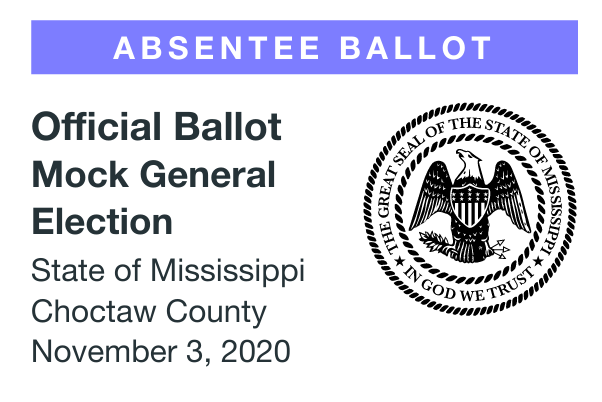 ABSENTEE BALLOT
Official Ballot
Mock General
Election
State of Mississippi
Choctaw County
November 3, 2020
THE GREAT SEAL OF THE STATE OF MISSISSIPPI
★ IN GOD WE TRUST ★